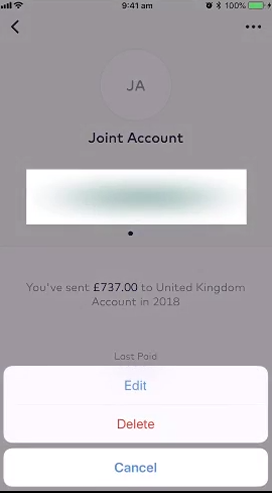 9:41 am
100%
JA
Joint Account
You've sent £737.00 to United Kingdom
Account in 2018
Last Paid
Edit
Delete
Cancel